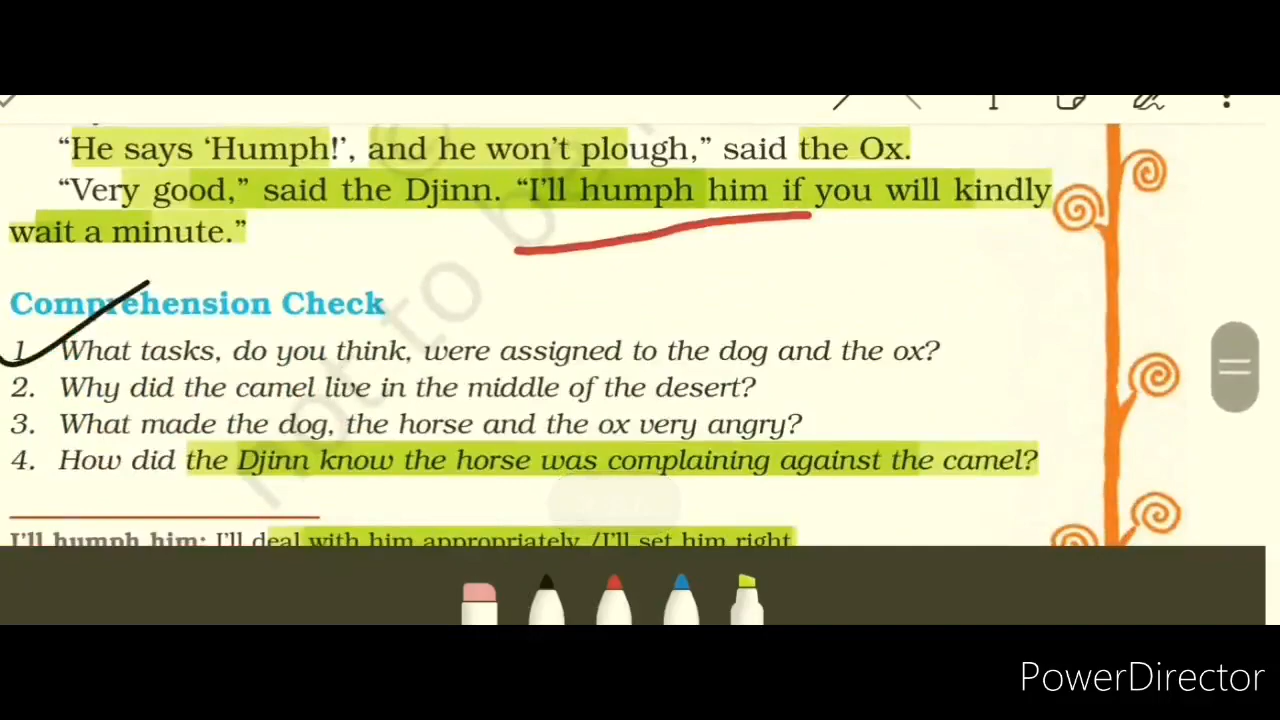 “He says ‘Humph!’, and he won’t plough,” said the Ox.
“Very good,” said the Djinn. “I’ll humph him if you will kindly
wait a minute.”
Comprehension Check
1 What tasks, do you think, were assigned to the dog and the ox?
2. Why did the camel live in the middle of the desert?
3. What made the dog, the horse and the ox very angry?
4. How did the Djinn know the horse was complaining against the camel?
I’ll humph him: I’ll deal with him appropriately /I’ll set him right
not to be
PowerDirector